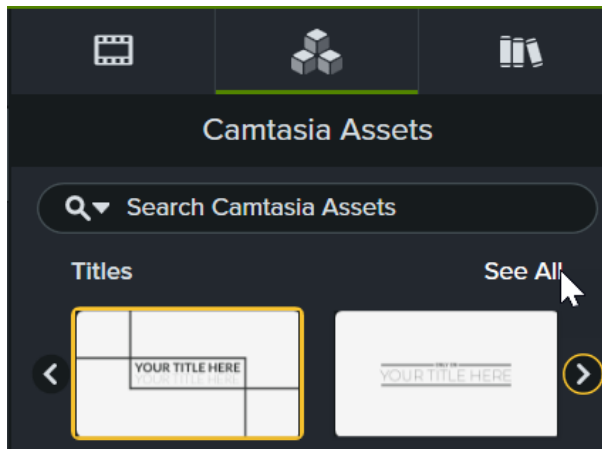 Camtasia Assets
Search Camtasia Assets
Titles See All
YOUR TITLE HERE
YOUR TITLE HERE
YOUR TITLE HERE